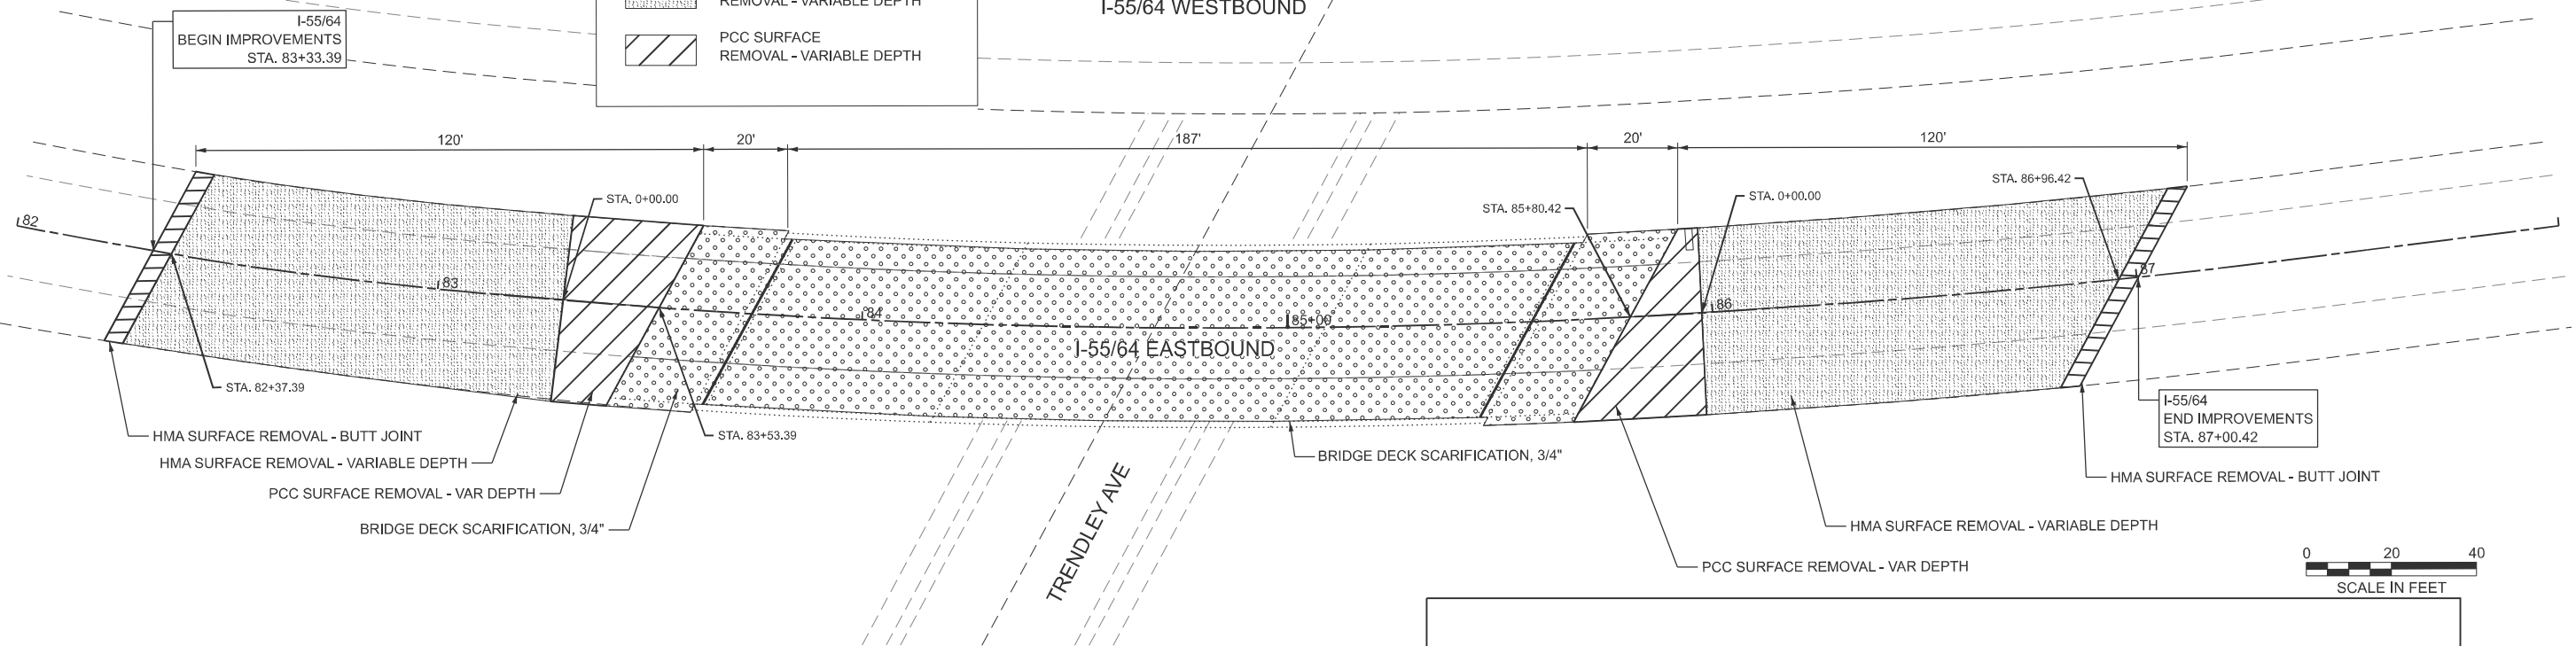 REMOVAL - VARIABLE DEPTH
PCC SURFACE
REMOVAL - VARIABLE DEPTH
I-55/64 WESTBOUND
I-55/64
BEGIN IMPROVEMENTS
STA. 83+33.39
120'
20'
187'
20'
120'
82
83
84
85+00
86
87
STA. 0+00.00
STA. 85+80.42
STA. 0+00.00
STA. 86+96.42
I-55/64 EASTBOUND
STA. 82+37.39
STA. 83+53.39
HMA SURFACE REMOVAL - BUTT JOINT
HMA SURFACE REMOVAL - VARIABLE DEPTH
PCC SURFACE REMOVAL - VAR DEPTH
BRIDGE DECK SCARIFICATION, 3/4"
TRENDLEY AVE
BRIDGE DECK SCARIFICATION, 3/4"
I-55/64
END IMPROVEMENTS
STA. 87+00.42
HMA SURFACE REMOVAL - BUTT JOINT
HMA SURFACE REMOVAL - VARIABLE DEPTH
PCC SURFACE REMOVAL - VAR DEPTH
0 20 40
SCALE IN FEET